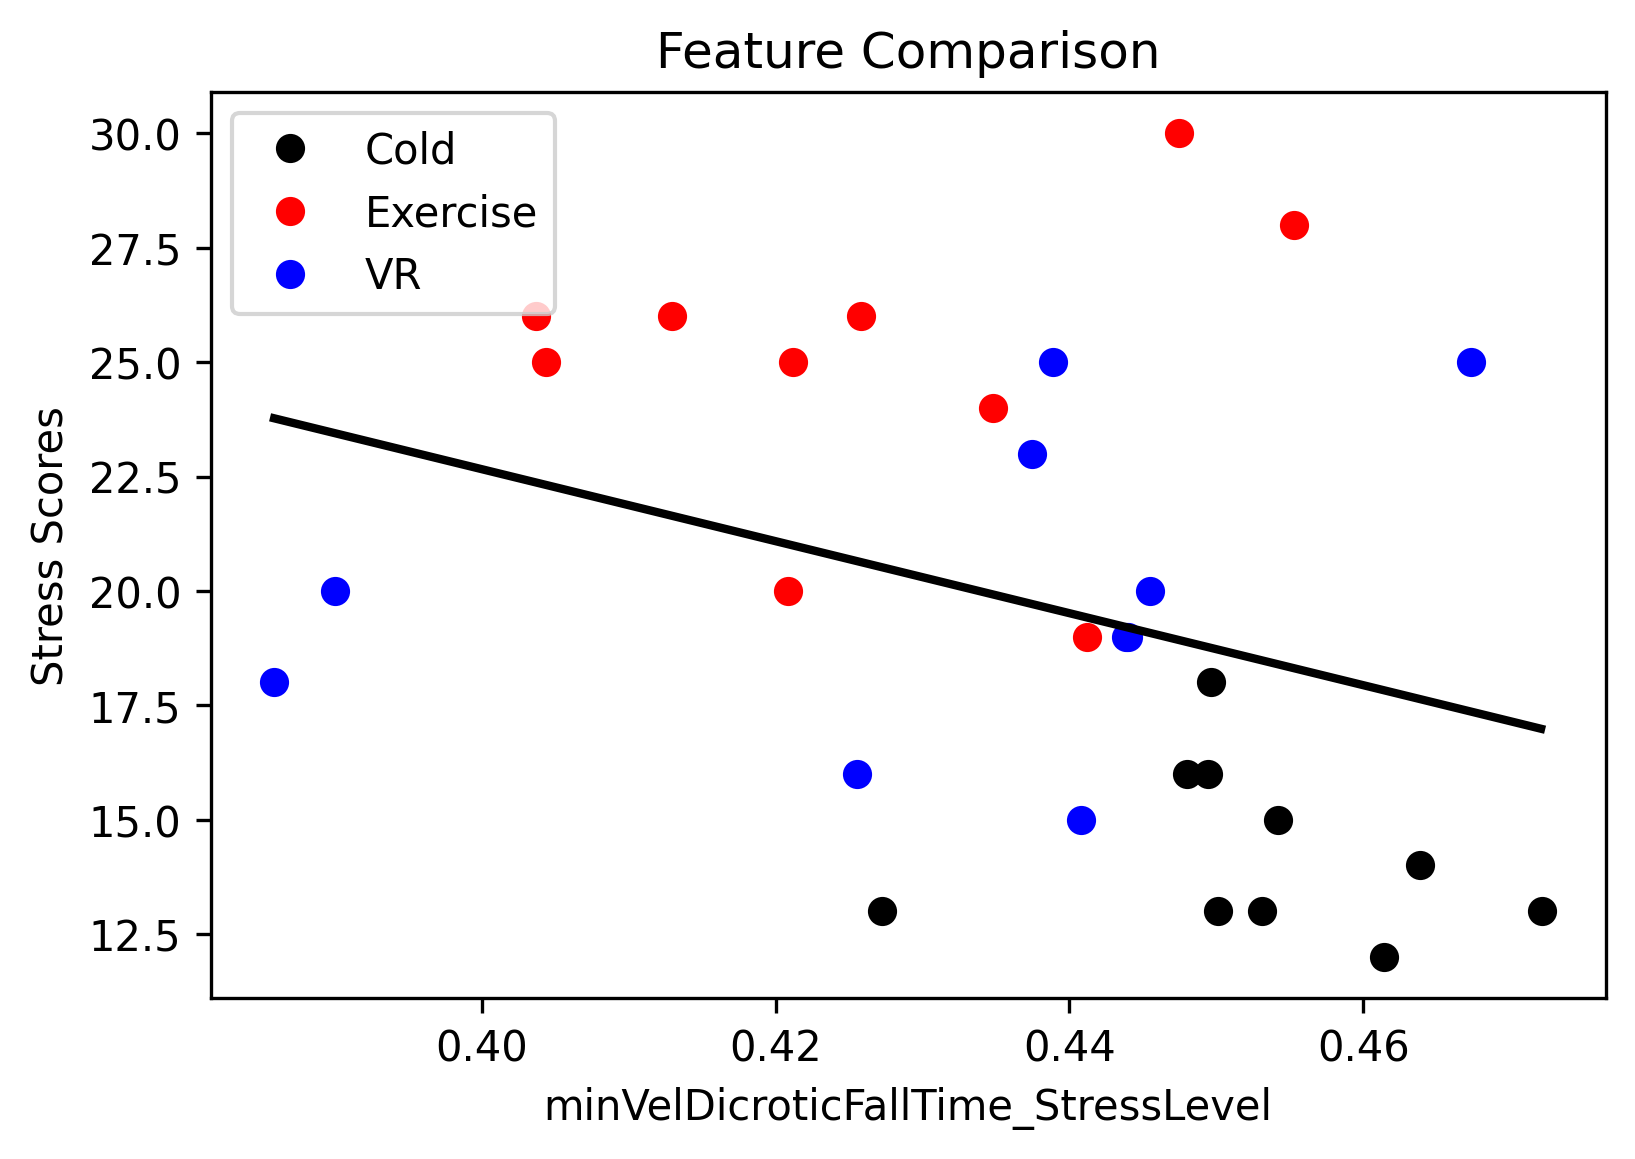 Feature Comparison
Cold
Exercise
VR
30.0
27.5
25.0
22.5
20.0
17.5
15.0
12.5
Stress Scores
0.40 0.42 0.44 0.46
minVelDicroticFallTime_StressLevel